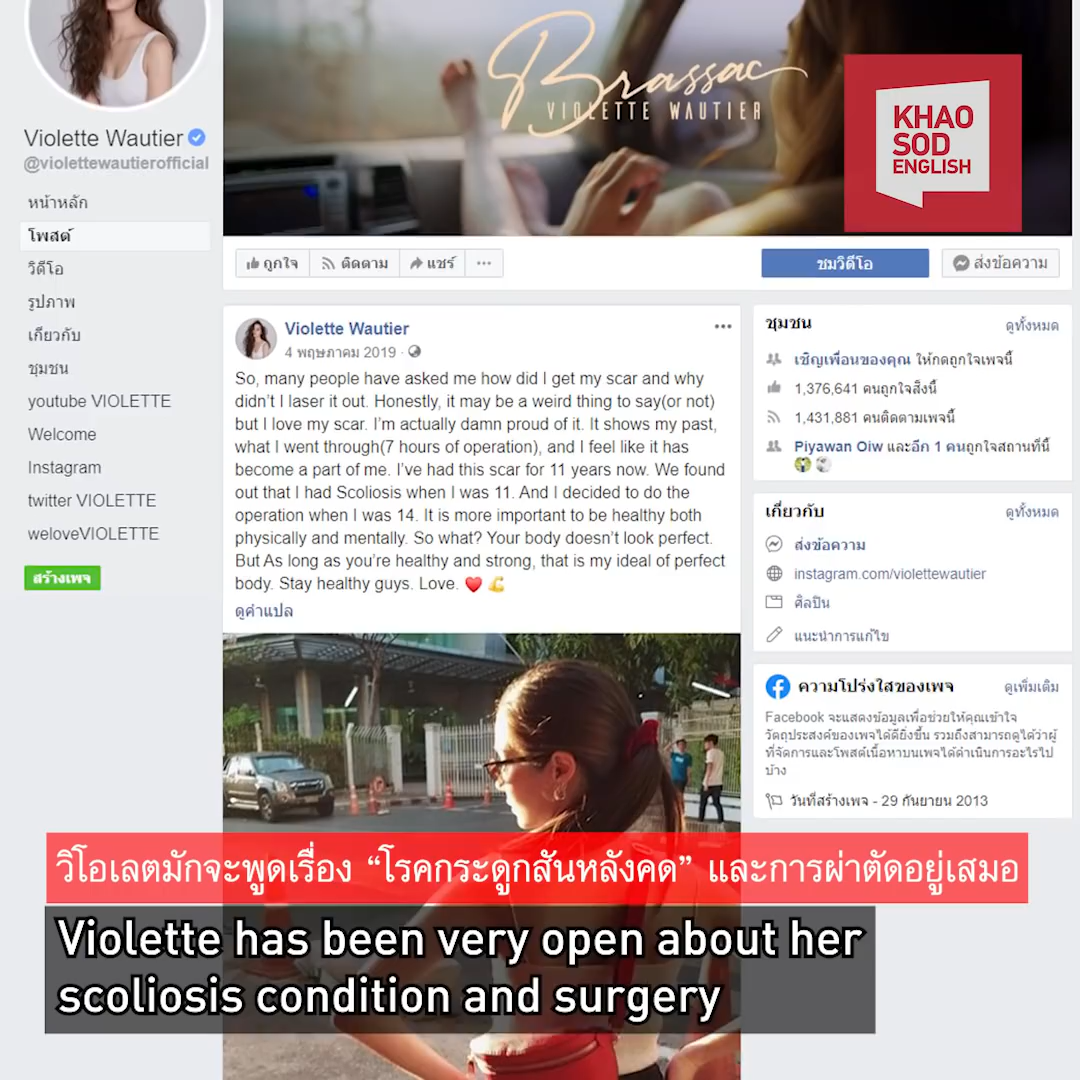 Brassac
VIOLETTE WAUTIER
KHAO
SOD
ENGLISH
Violette Wautier
@violettewautierofficial
หน้าหลัก
โพสต์
วิดีโอ
รูปภาพ
เกี่ยวกับ
ชุมชน
youtube VIOLETTE
Welcome
Instagram
twitter VIOLETTE
weloveVIOLETTE
สร้างเพจ
ถูกใจ ติดตาม แชร์ ...
ชมวิดีโอ ส่งข้อความ
Violette Wautier
4 พฤษภาคม 2019 ·
So, many people have asked me how did I get my scar and why
didn't I laser it out. Honestly, it may be a weird thing to say(or not)
but I love my scar. I'm actually damn proud of it. It shows my past,
what I went through(7 hours of operation), and I feel like it has
become a part of me. I've had this scar for 11 years now. We found
out that I had Scoliosis when I was 11. And I decided to do the
operation when I was 14. It is more important to be healthy both
physically and mentally. So what? Your body doesn't look perfect.
But As long as you're healthy and strong, that is my ideal of perfect
body. Stay healthy guys. Love. ❤️ 💪
ดูคำแปล
ชุมชน ดูทั้งหมด
เชิญเพื่อนของคุณ ให้กดถูกใจเพจนี้
1,376,641 คนถูกใจสิ่งนี้
1,431,881 คนติดตามเพจนี้
Piyawan Oiw และอีก 1 คนถูกใจสถานที่นี้
เกี่ยวกับ ดูทั้งหมด
ส่งข้อความ
instagram.com/violettewautier
ศิลปิน
แนะนำการแก้ไข
ความโปร่งใสของเพจ ดูเพิ่มเติม
Facebook จะแสดงข้อมูลเพื่อช่วยให้คุณเข้าใจ
วัตถุประสงค์ของเพจได้ดียิ่งขึ้น รวมถึงสามารถดูได้ว่าผู้
ที่จัดการและโพสต์เนื้อหาบนเพจได้ดำเนินการอะไรไป
บ้าง
วันที่สร้างเพจ - 29 กันยายน 2013
วิโอเลตมักจะพูดเรื่อง “โรคกระดูกสันหลังคด” และการผ่าตัดอยู่เสมอ
Violette has been very open about her
scoliosis condition and surgery